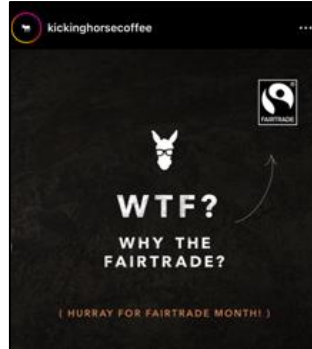 kickinghorsecoffee
FAIRTRADE
WTF?
WHY THE
FAIRTRADE?
( HURRAY FOR FAIRTRADE MONTH! )